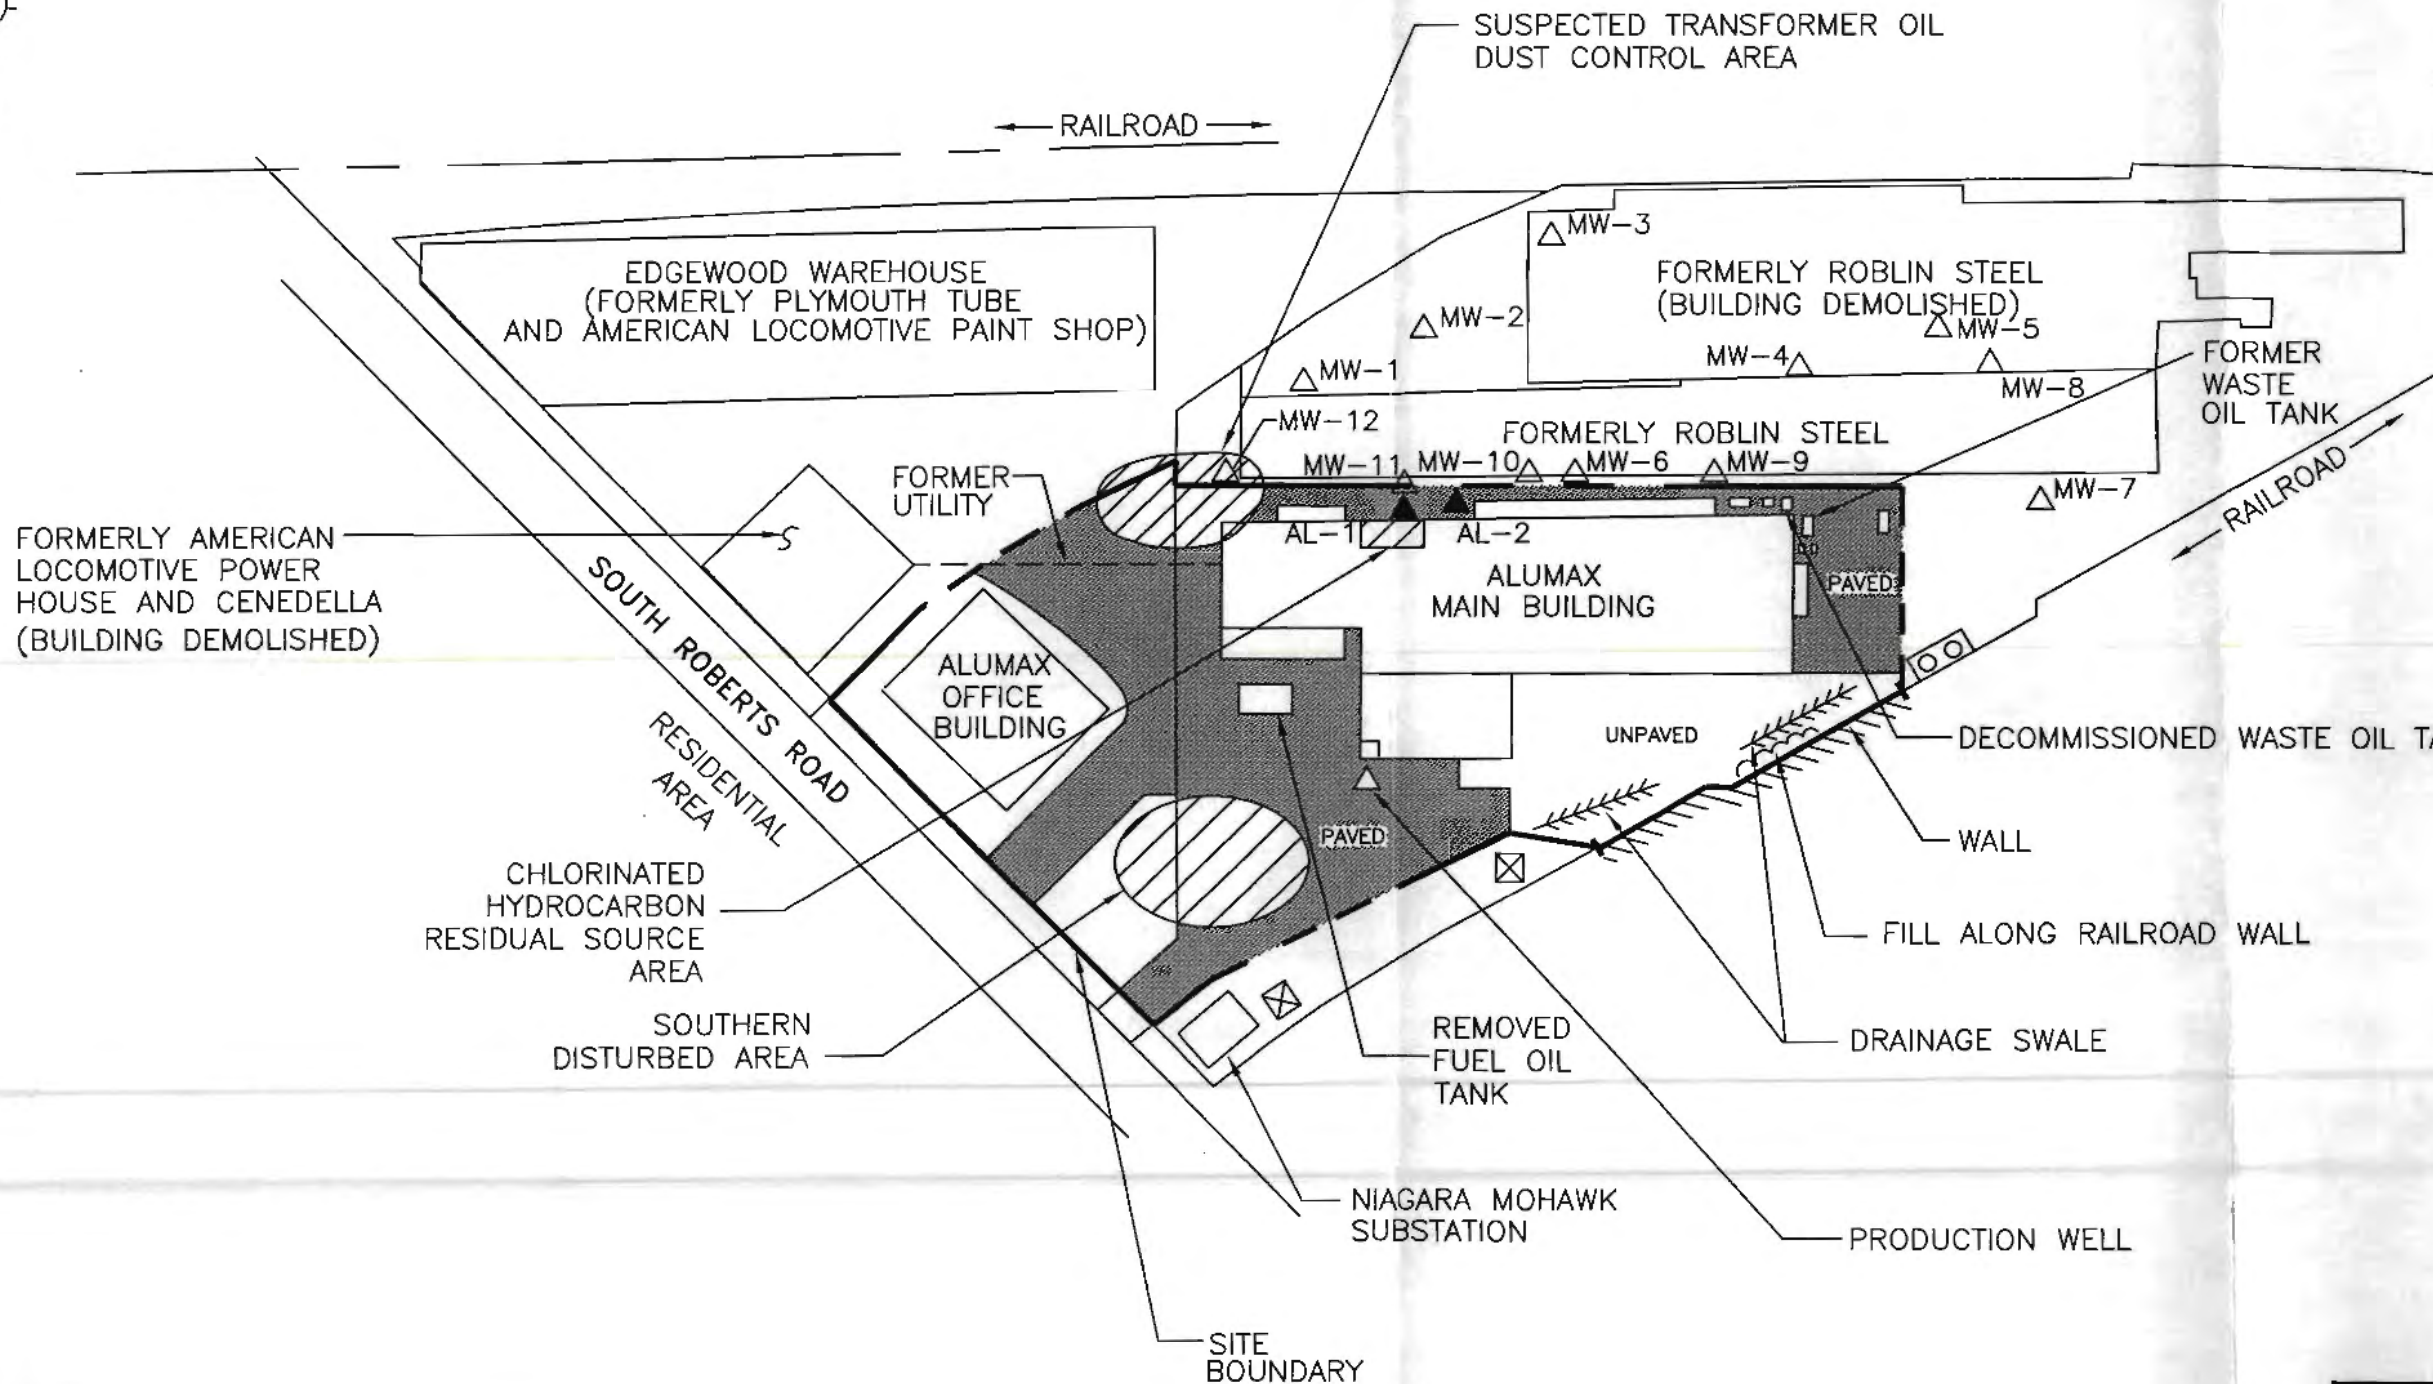 SUSPECTED TRANSFORMER OIL
DUST CONTROL AREA
RAILROAD
EDGEWOOD WAREHOUSE
(FORMERLY PLYMOUTH TUBE
AND AMERICAN LOCOMOTIVE PAINT SHOP)
MW-3
FORMERLY ROBLIN STEEL
(BUILDING DEMOLISHED)
MW-2
MW-5
MW-4
MW-1
MW-8
FORMER
WASTE
OIL TANK
MW-12
FORMERLY ROBLIN STEEL
MW-11
MW-10
MW-6
MW-9
MW-7
RAILROAD
FORMER
UTILITY
AL-1
AL-2
FORMERLY AMERICAN
LOCOMOTIVE POWER
HOUSE AND CENEDELLA
(BUILDING DEMOLISHED)
S
SOUTH ROBERTS ROAD
ALUMAX
MAIN BUILDING
PAVED
ALUMAX
OFFICE
BUILDING
RESIDENTIAL
AREA
UNPAVED
DECOMMISSIONED WASTE OIL
PAVED
WALL
CHLORINATED
HYDROCARBON
RESIDUAL SOURCE
AREA
FILL ALONG RAILROAD WALL
SOUTHERN
DISTURBED AREA
REMOVED
FUEL OIL
TANK
DRAINAGE SWALE
NIAGARA MOHAWK
SUBSTATION
PRODUCTION WELL
SITE
BOUNDARY